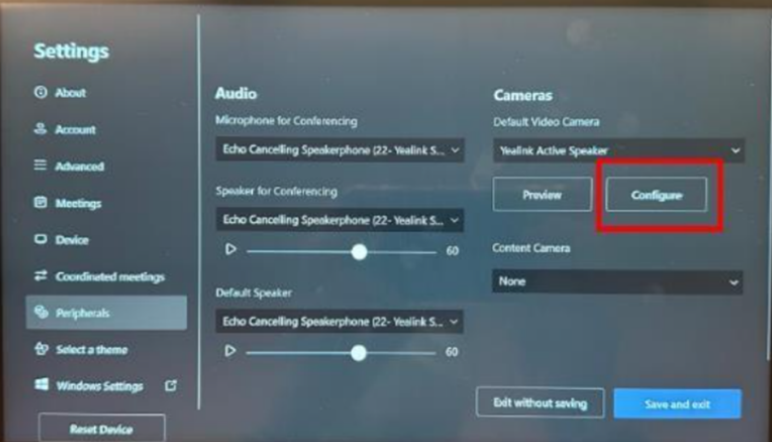 Settings
About
Account
Advanced
Meetings
Device
Coordinated meetings
Peripherals
Select a theme
Windows Settings
Reset Device
Audio
Microphone for Conferencing
Echo Cancelling Speakerphone (22- Yealink S...
Speaker for Conferencing
Echo Cancelling Speakerphone (22- Yealink S...
60
Default Speaker
Echo Cancelling Speakerphone (22- Yealink S...
60
Cameras
Default Video Camera
Yealink Active Speaker
Preview
Configure
Content Camera
None
Exit without saving
Save and exit